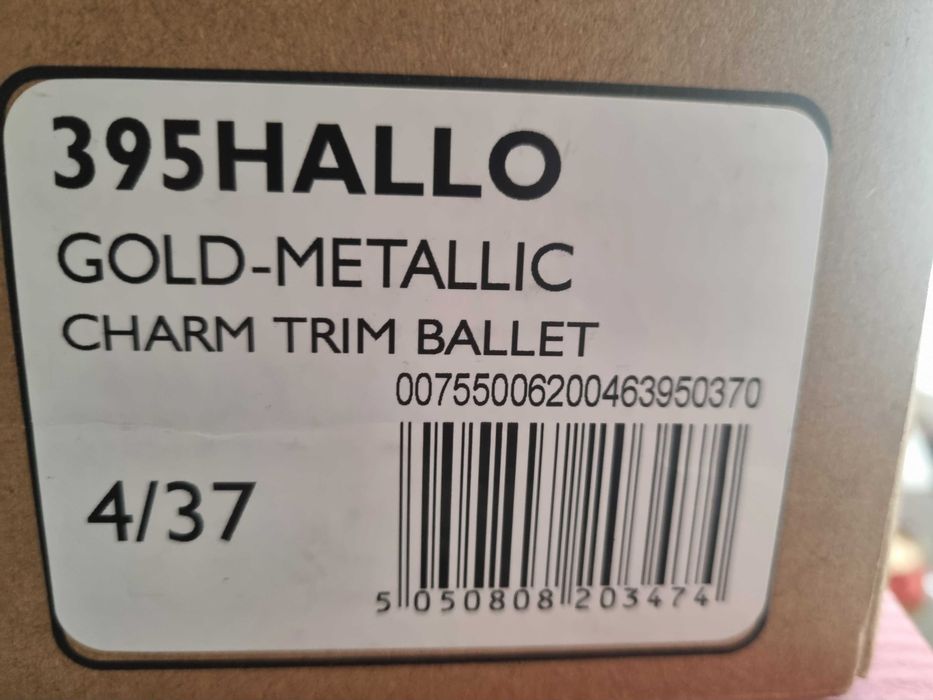 395HALLO
GOLD-METALLIC
CHARM TRIM BALLET
00755006200463950370
4/37
5 050808 203474